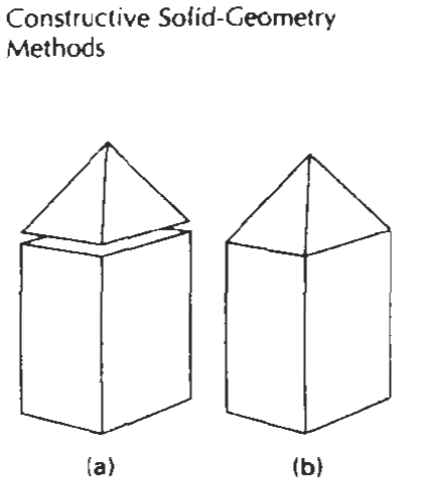 Constructive Solid-Geometry
Methods
(a)
(b)